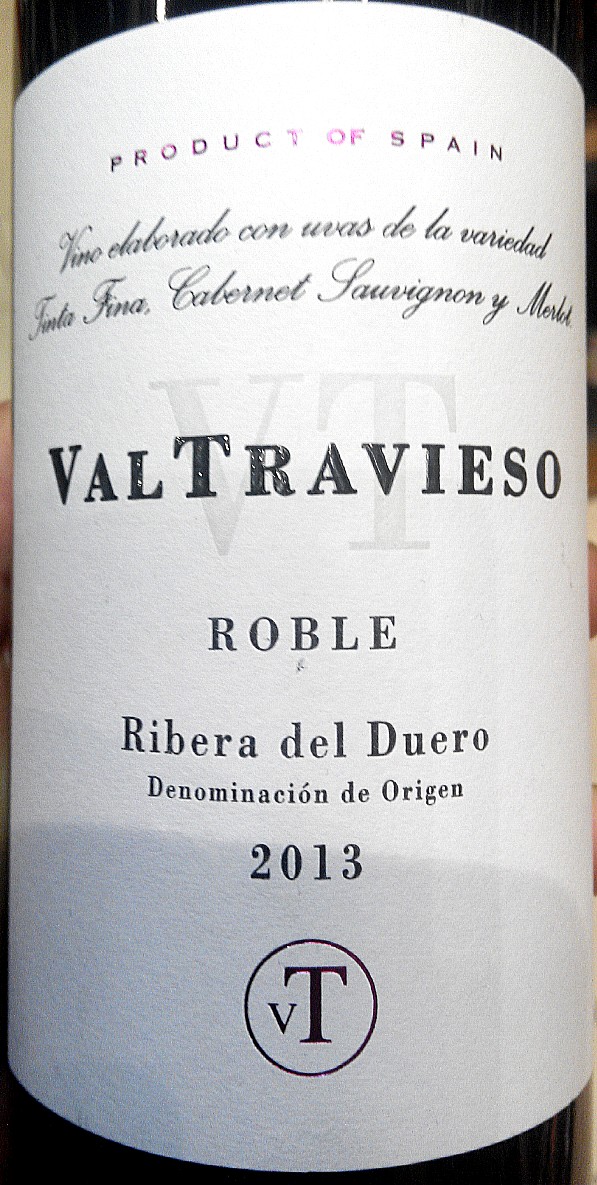 PRODUCT OF SPAIN
Vino elaborado con uvas de la variedad
Tinta Fina, Cabernet Sauvignon y Merlot.
VT
VALTRAVIESO
ROBLE
Ribera del Duero
Denominación de Origen
2013
VT